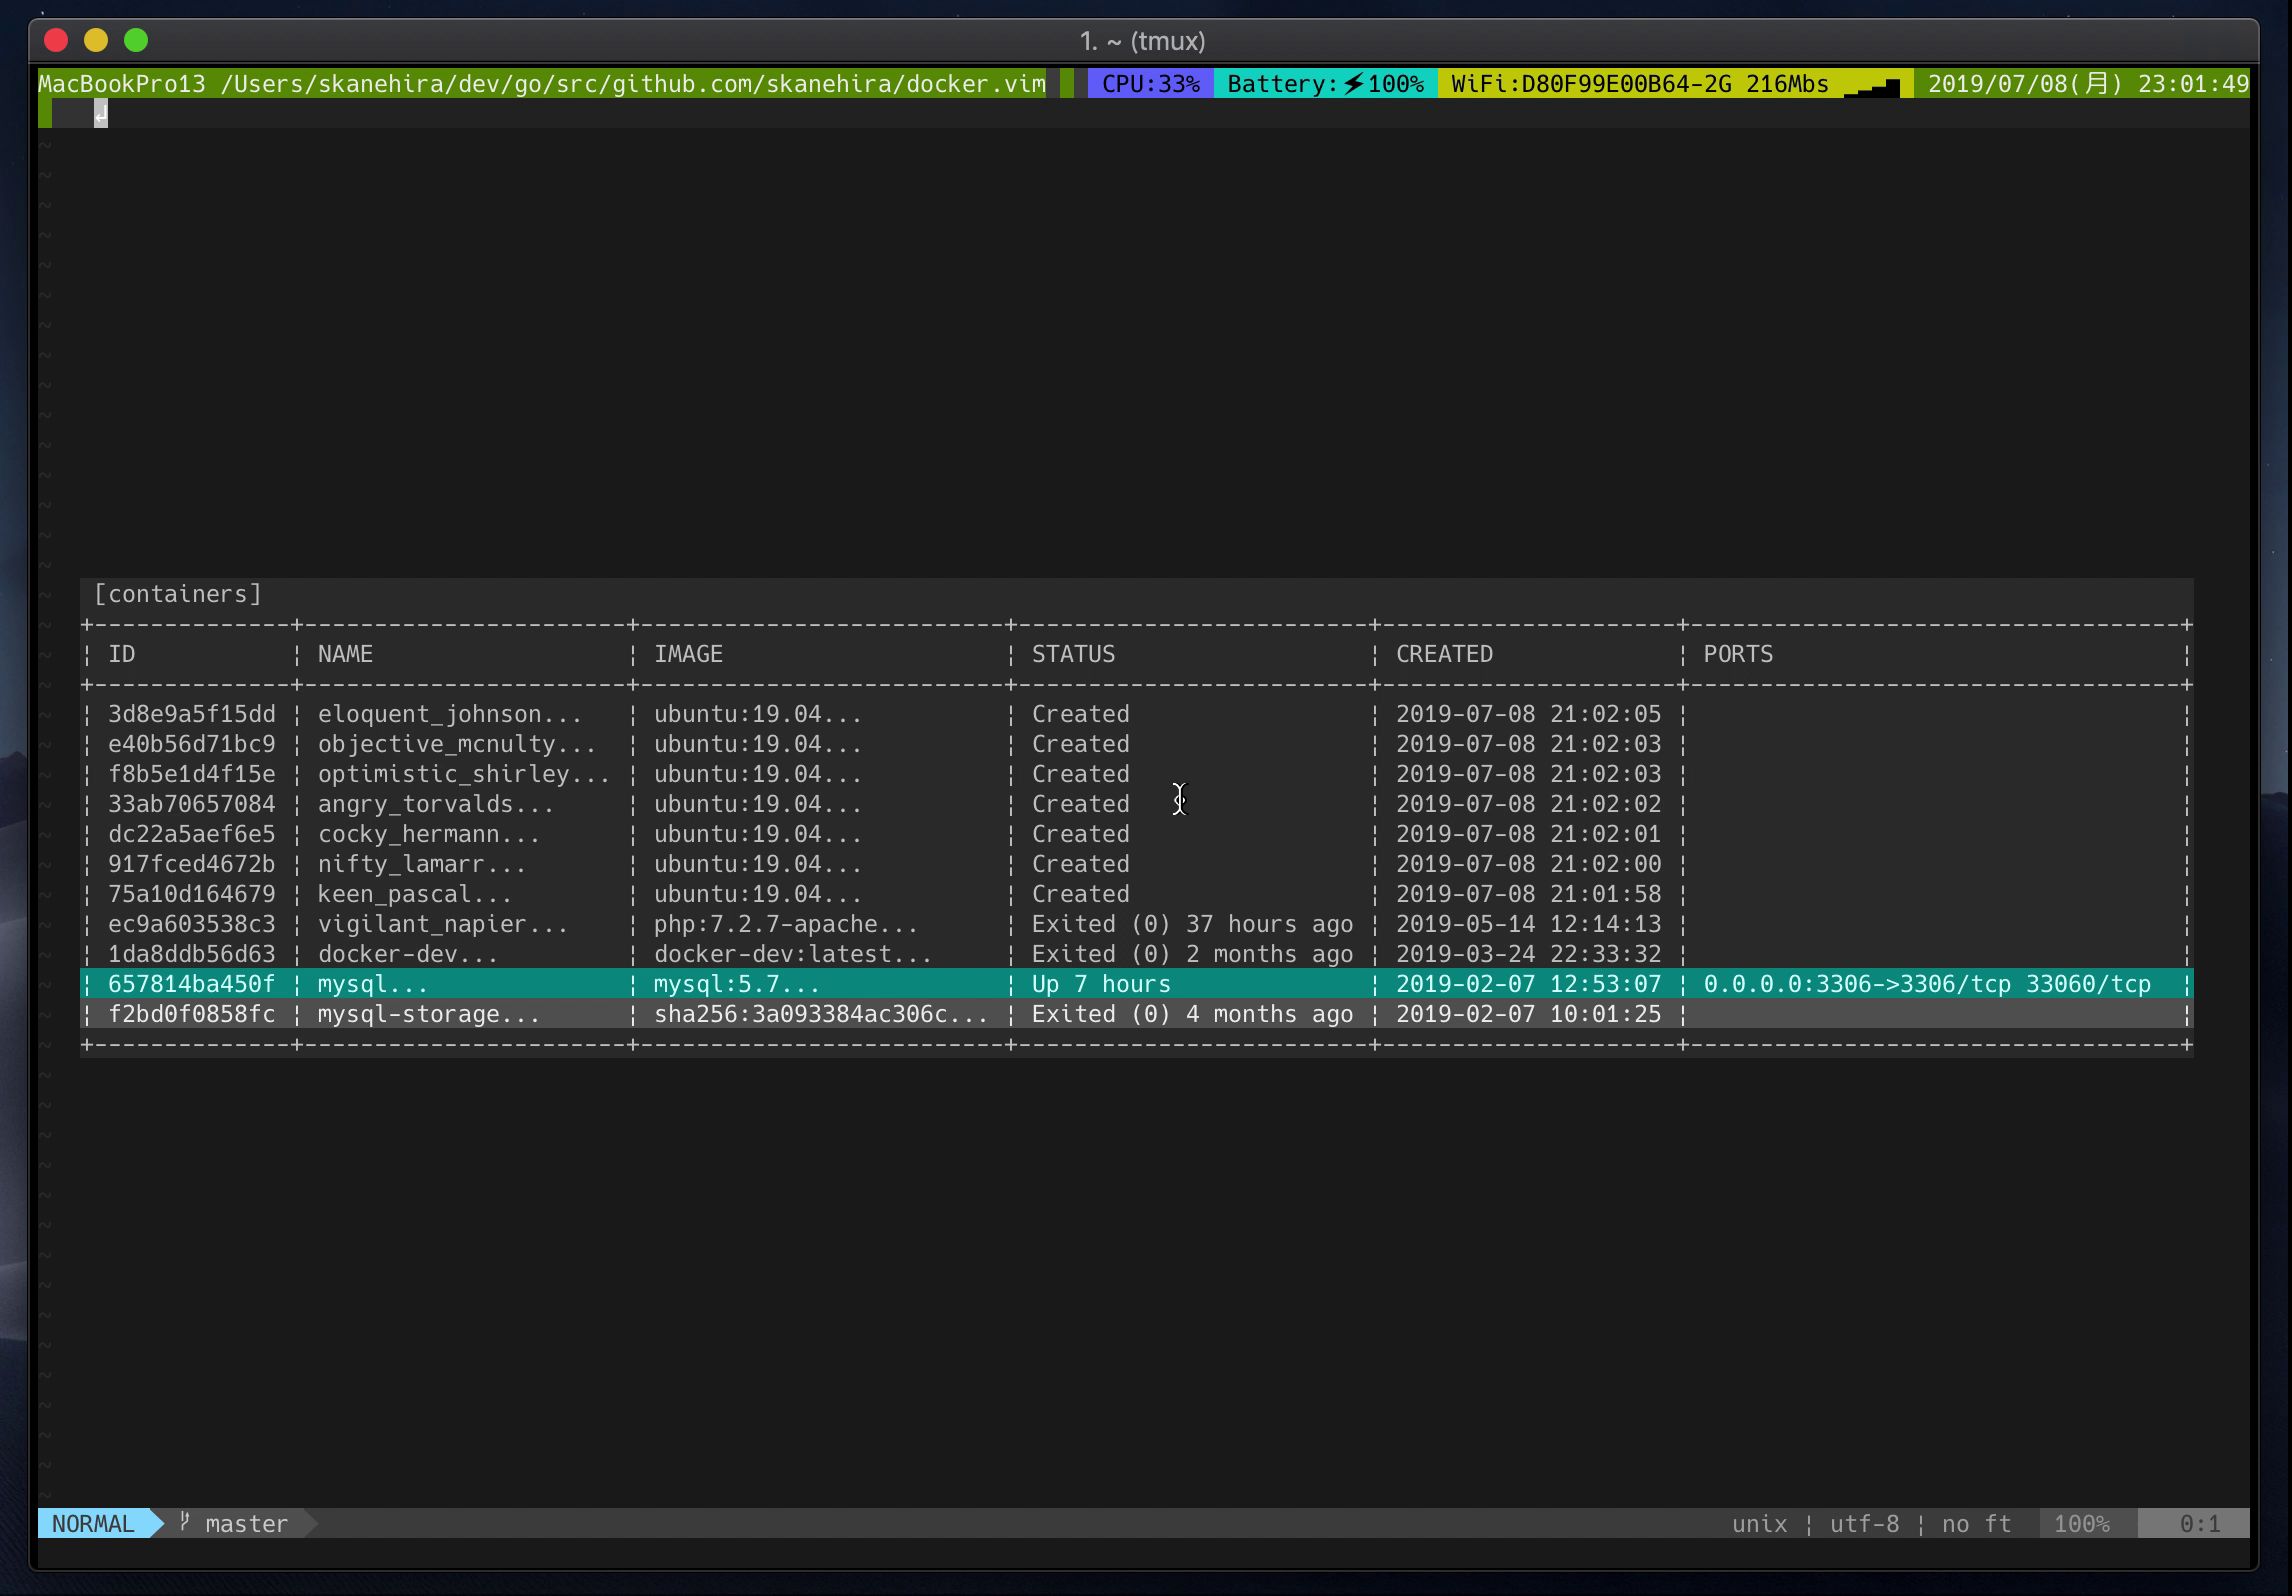 1. ~ (tmux)
MacBookPro13 /Users/skanehira/dev/go/src/github.com/skanehira/docker.vim CPU:33% Battery:⚡100% WiFi:D80F99E00B64-2G 216Mbs 2019/07/08(月) 23:01:49
[containers]
+--------------+-----------------------+--------------------------+-------------------------+---------------------+-----------------------------------+
¦ ID ¦ NAME ¦ IMAGE ¦ STATUS ¦ CREATED ¦ PORTS ¦
+--------------+-----------------------+--------------------------+-------------------------+---------------------+-----------------------------------+
¦ 3d8e9a5f15dd ¦ eloquent_johnson... ¦ ubuntu:19.04... ¦ Created ¦ 2019-07-08 21:02:05 ¦ ¦
¦ e40b56d71bc9 ¦ objective_mcnulty... ¦ ubuntu:19.04... ¦ Created ¦ 2019-07-08 21:02:03 ¦ ¦
¦ f8b5e1d4f15e ¦ optimistic_shirley... ¦ ubuntu:19.04... ¦ Created ¦ 2019-07-08 21:02:03 ¦ ¦
¦ 33ab70657084 ¦ angry_torvalds... ¦ ubuntu:19.04... ¦ Created ¦ 2019-07-08 21:02:02 ¦ ¦
¦ dc22a5aef6e5 ¦ cocky_hermann... ¦ ubuntu:19.04... ¦ Created ¦ 2019-07-08 21:02:01 ¦ ¦
¦ 917fced4672b ¦ nifty_lamarr... ¦ ubuntu:19.04... ¦ Created ¦ 2019-07-08 21:02:00 ¦ ¦
¦ 75a10d164679 ¦ keen_pascal... ¦ ubuntu:19.04... ¦ Created ¦ 2019-07-08 21:01:58 ¦ ¦
¦ ec9a603538c3 ¦ vigilant_napier... ¦ php:7.2.7-apache... ¦ Exited (0) 37 hours ago ¦ 2019-05-14 12:14:13 ¦ ¦
¦ 1da8ddb56d63 ¦ docker-dev... ¦ docker-dev:latest... ¦ Exited (0) 2 months ago ¦ 2019-03-24 22:33:32 ¦ ¦
¦ 657814ba450f ¦ mysql... ¦ mysql:5.7... ¦ Up 7 hours ¦ 2019-02-07 12:53:07 ¦ 0.0.0.0:3306->3306/tcp 33060/tcp ¦
¦ f2bd0f0858fc ¦ mysql-storage... ¦ sha256:3a093384ac306c... ¦ Exited (0) 4 months ago ¦ 2019-02-07 10:01:25 ¦ ¦
+--------------+-----------------------+--------------------------+-------------------------+---------------------+-----------------------------------+
NORMAL master unix ¦ utf-8 ¦ no ft 100% 0:1